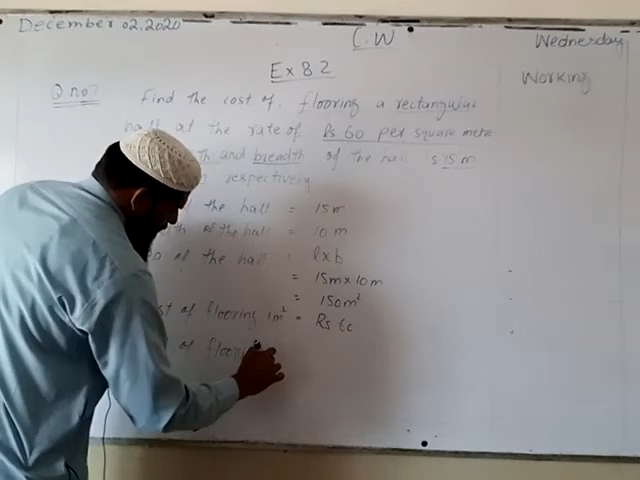 December 02.2020
C.W
Wednesday
Ex 8.2
Working
Q no
Find the cost of flooring a rectangular
hall at the rate of Rs 60 per square metre
and breadth of the hall is 15 m
respectively
the hall = 15m
of the hall = 10 m
of the hall = l x b
= 15m x 10m
= 150m²
of flooring 1m² = Rs 60
of